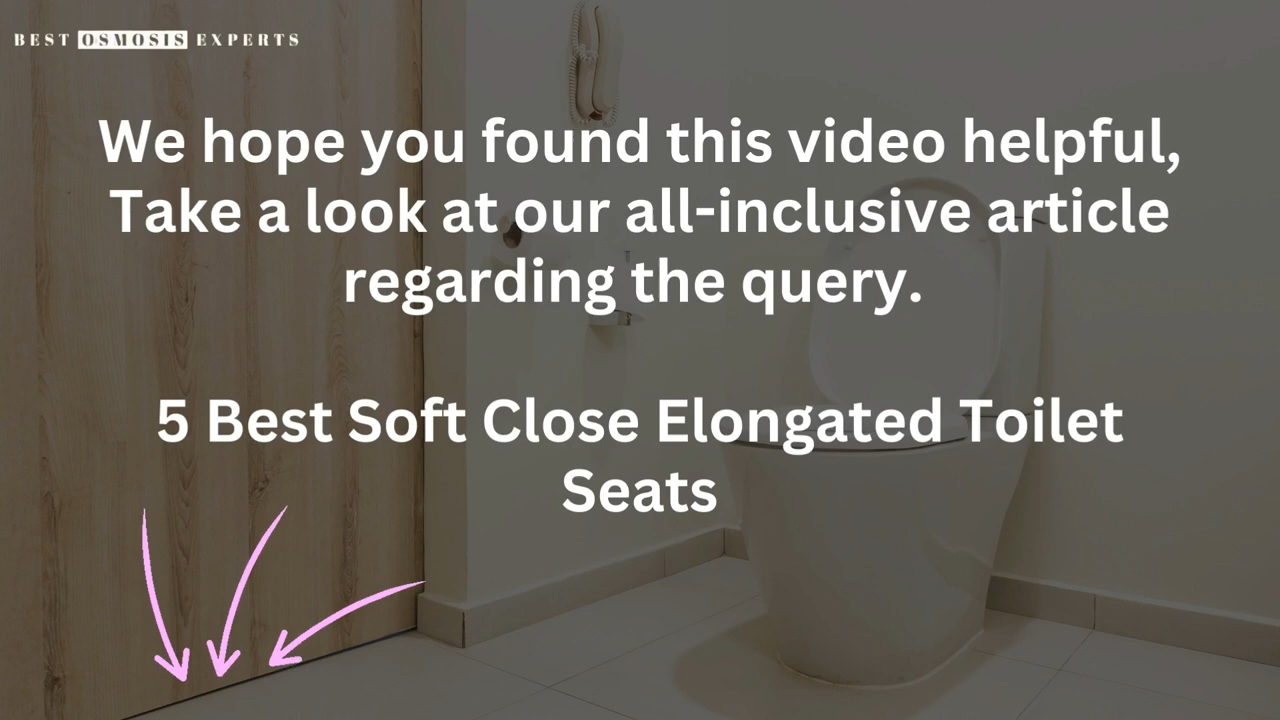 BEST OSMOSIS EXPERTS
We hope you found this video helpful,
Take a look at our all-inclusive article
regarding the query.
5 Best Soft Close Elongated Toilet
Seats